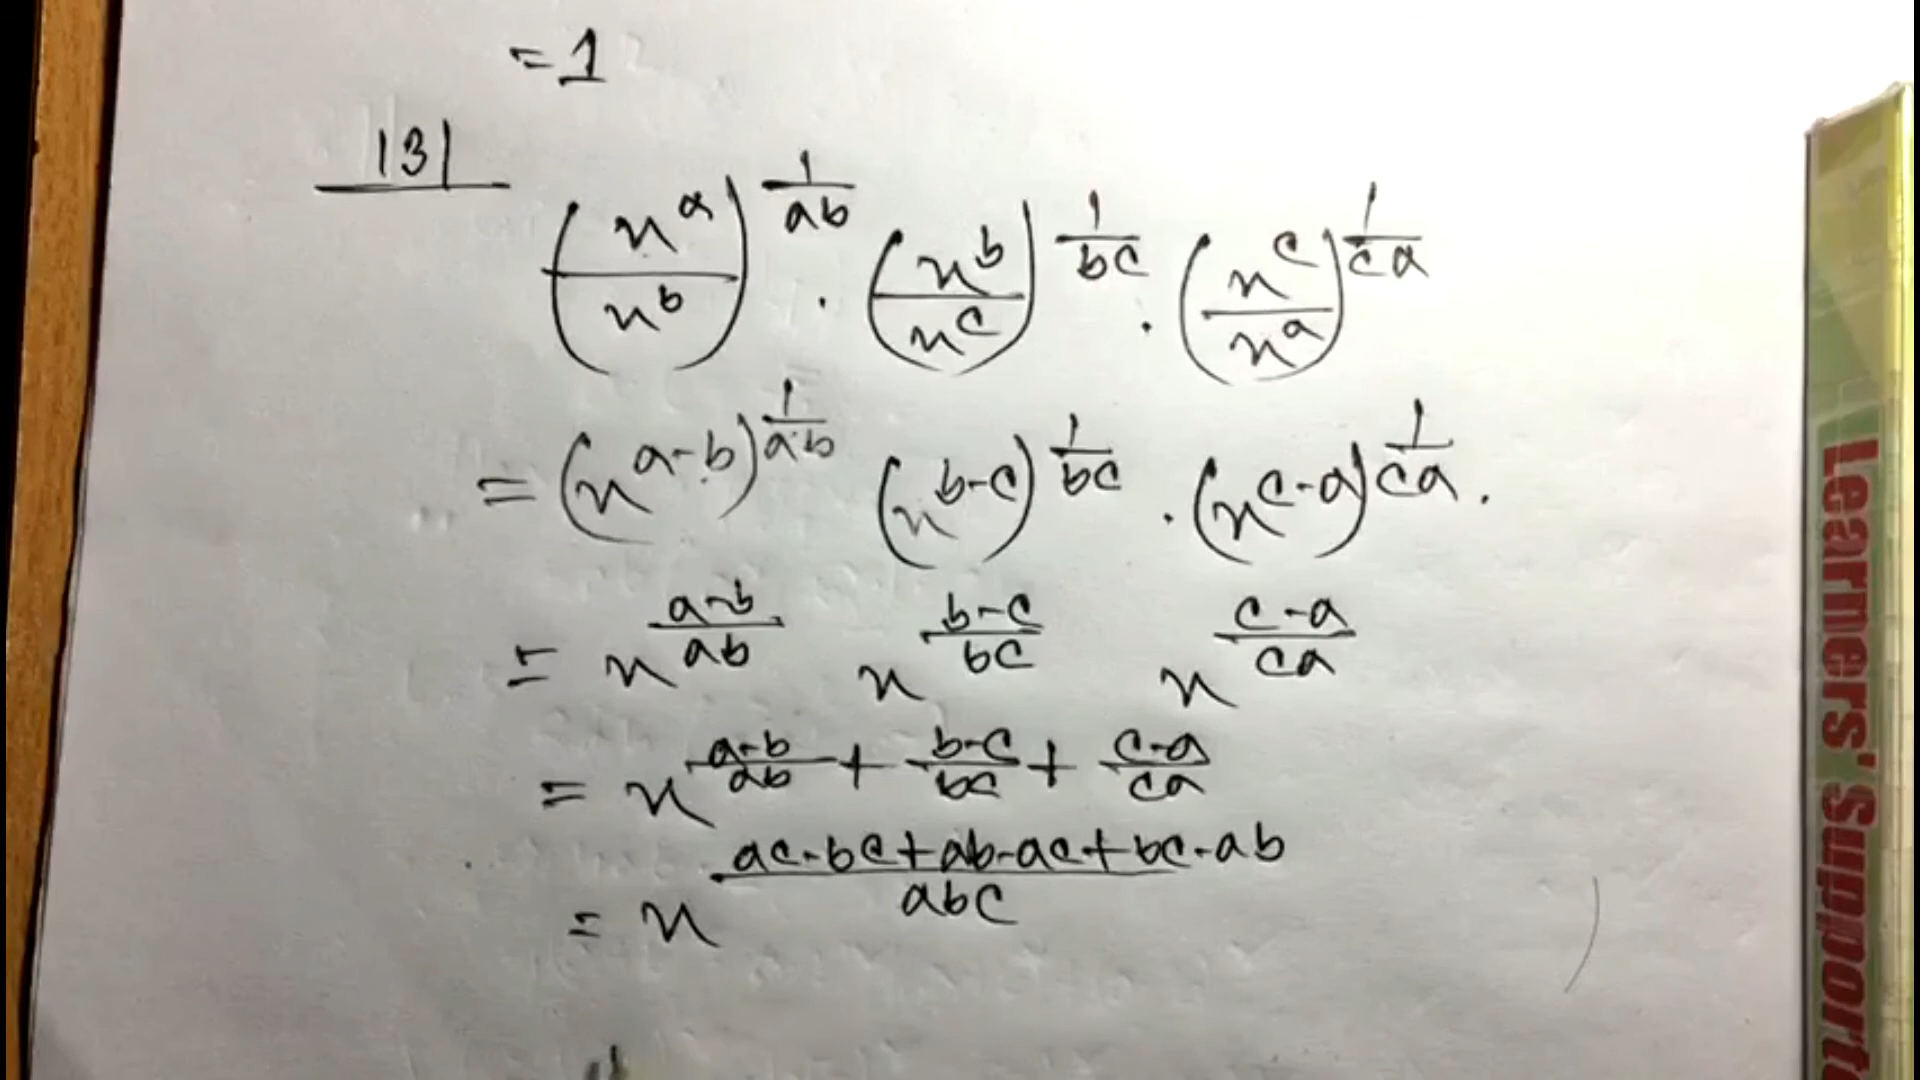 = 1
131
(x^a / x^b)^(1/ab) . (x^b / x^c)^(1/bc) . (x^c / x^a)^(1/ca)
= (x^(a-b))^(1/ab) (x^(b-c))^(1/bc) . (x^(c-a))^(1/ca) .
= x^((a-b)/ab) x^((b-c)/bc) x^((c-a)/ca)
= x^((a-b)/ab + (b-c)/bc + (c-a)/ca)
= x^((ac-bc+ab-ac+bc-ab)/abc)
Learners' Support